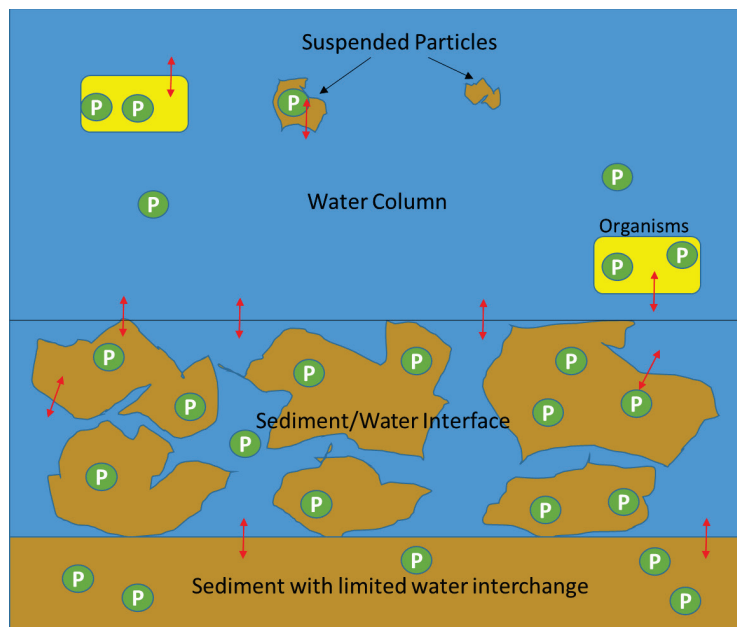 Suspended Particles
P P
P
Water Column
P
P
Organisms
P P
P
P
P
P
P
P
P
P
Sediment/Water Interface
P
P
P
P
P
P
Sediment with limited water interchange
P
P
P
P